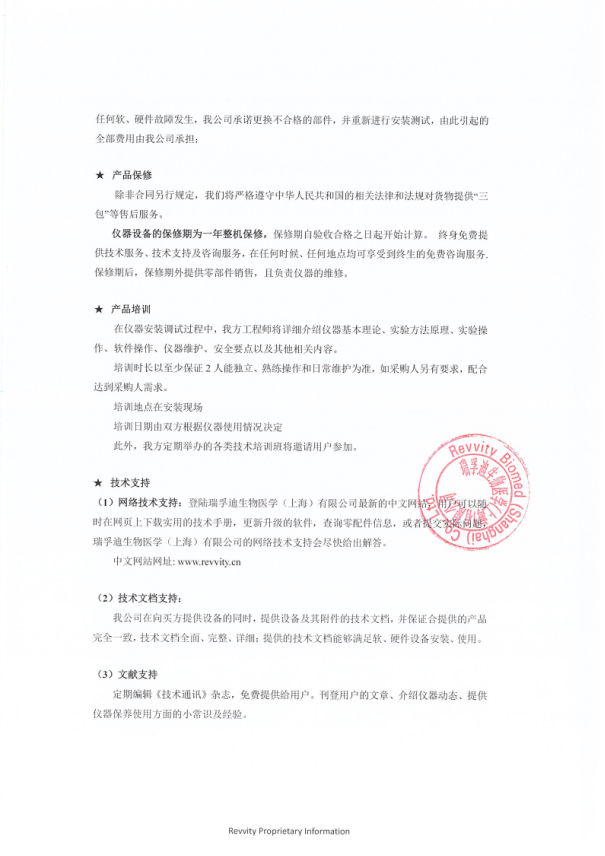 任何软、硬件故障发生，我公司承诺更换不合格的部件，并重新进行安装测试，由此引起的
全部费用由我公司承担；
★ 产品保修
除非合同另行规定，我们将严格遵守中华人民共和国的相关法律和法规对货物提供“三
包”等售后服务。
仪器设备的保修期为一年整机保修，保修期自验收合格之日起开始计算。 终身免费提
供技术服务、技术支持及咨询服务，在任何时候、任何地点均可享受到终生的免费咨询服务.
保修期后，保修期外提供零部件销售，且负责仪器的维修。
★ 产品培训
在仪器安装调试过程中，我方工程师将详细介绍仪器基本理论、实验方法原理、实验操
作、软件操作、仪器维护、安全要点以及其他相关内容。
培训时长以至少保证 2 人能独立、熟练操作和日常维护为准，如采购人另有要求，配合
达到采购人需求。
培训地点在安装现场
培训日期由双方根据仪器使用情况决定
此外，我方定期举办的各类技术培训班将邀请用户参加。
★ 技术支持
（1）网络技术支持：登陆瑞孚迪生物医学（上海）有限公司最新的中文网站，用户可以随
时在网页上下载实用的技术手册，更新升级的软件，查询零配件信息，或者提交实际问题，
瑞孚迪生物医学（上海）有限公司的网络技术支持会尽快给出解答。
中文网站网址: www.revvity.cn
（2）技术文档支持：
我公司在向买方提供设备的同时，提供设备及其附件的技术文档，并保证合提供的产品
完全一致，技术文档全面、完整、详细；提供的技术文档能够满足软、硬件设备安装、使用。
（3）文献支持
定期编辑《技术通讯》杂志，免费提供给用户。刊登用户的文章、介绍仪器动态、提供
仪器保养使用方面的小常识及经验。
Revvity Biomed (Shanghai) Co., Ltd.
瑞孚迪生物医学（上海）有限公司
Revvity Proprietary Information